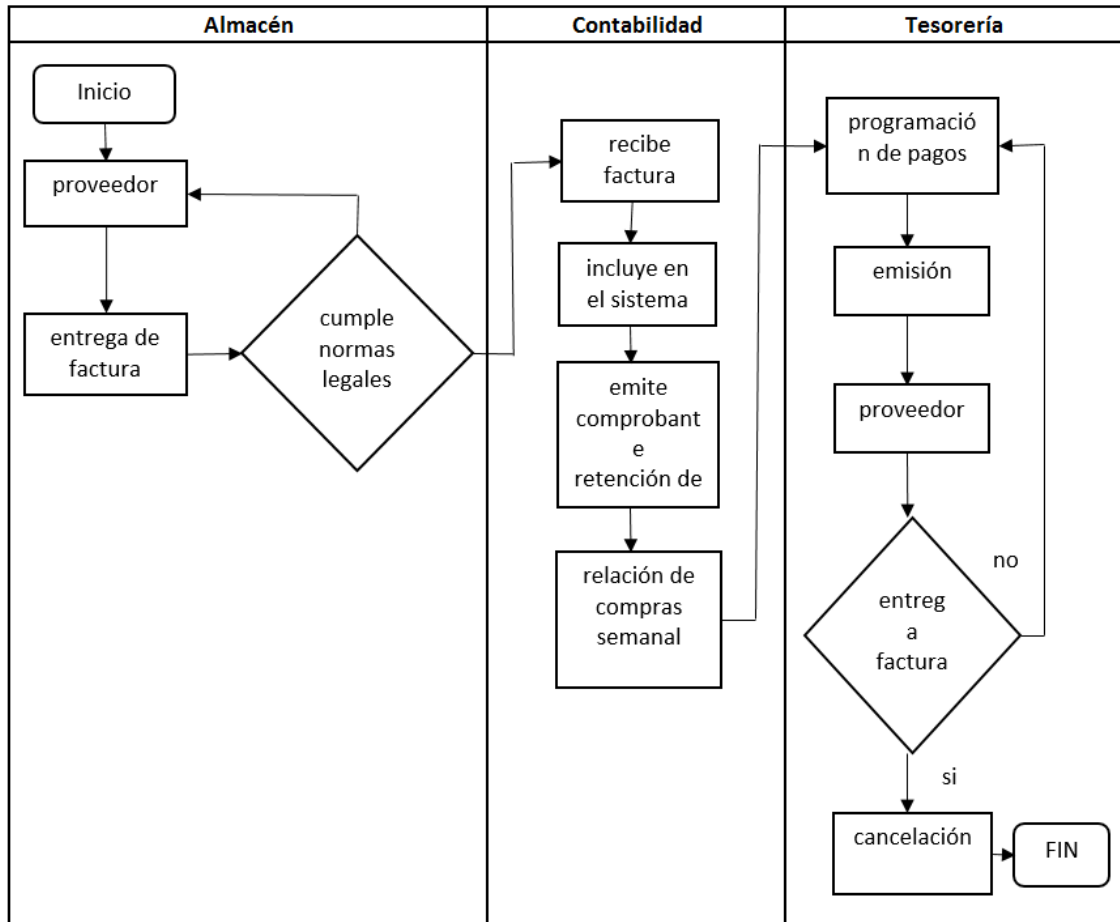 Almacén
Contabilidad
Tesorería
Inicio
proveedor
entrega de
factura
cumple
normas
legales
recibe
factura
incluye en
el sistema
emite
comprobant
e
retención de
relación de
compras
semanal
programació
n de pagos
emisión
proveedor
entreg
a
factura
no
si
cancelación
FIN